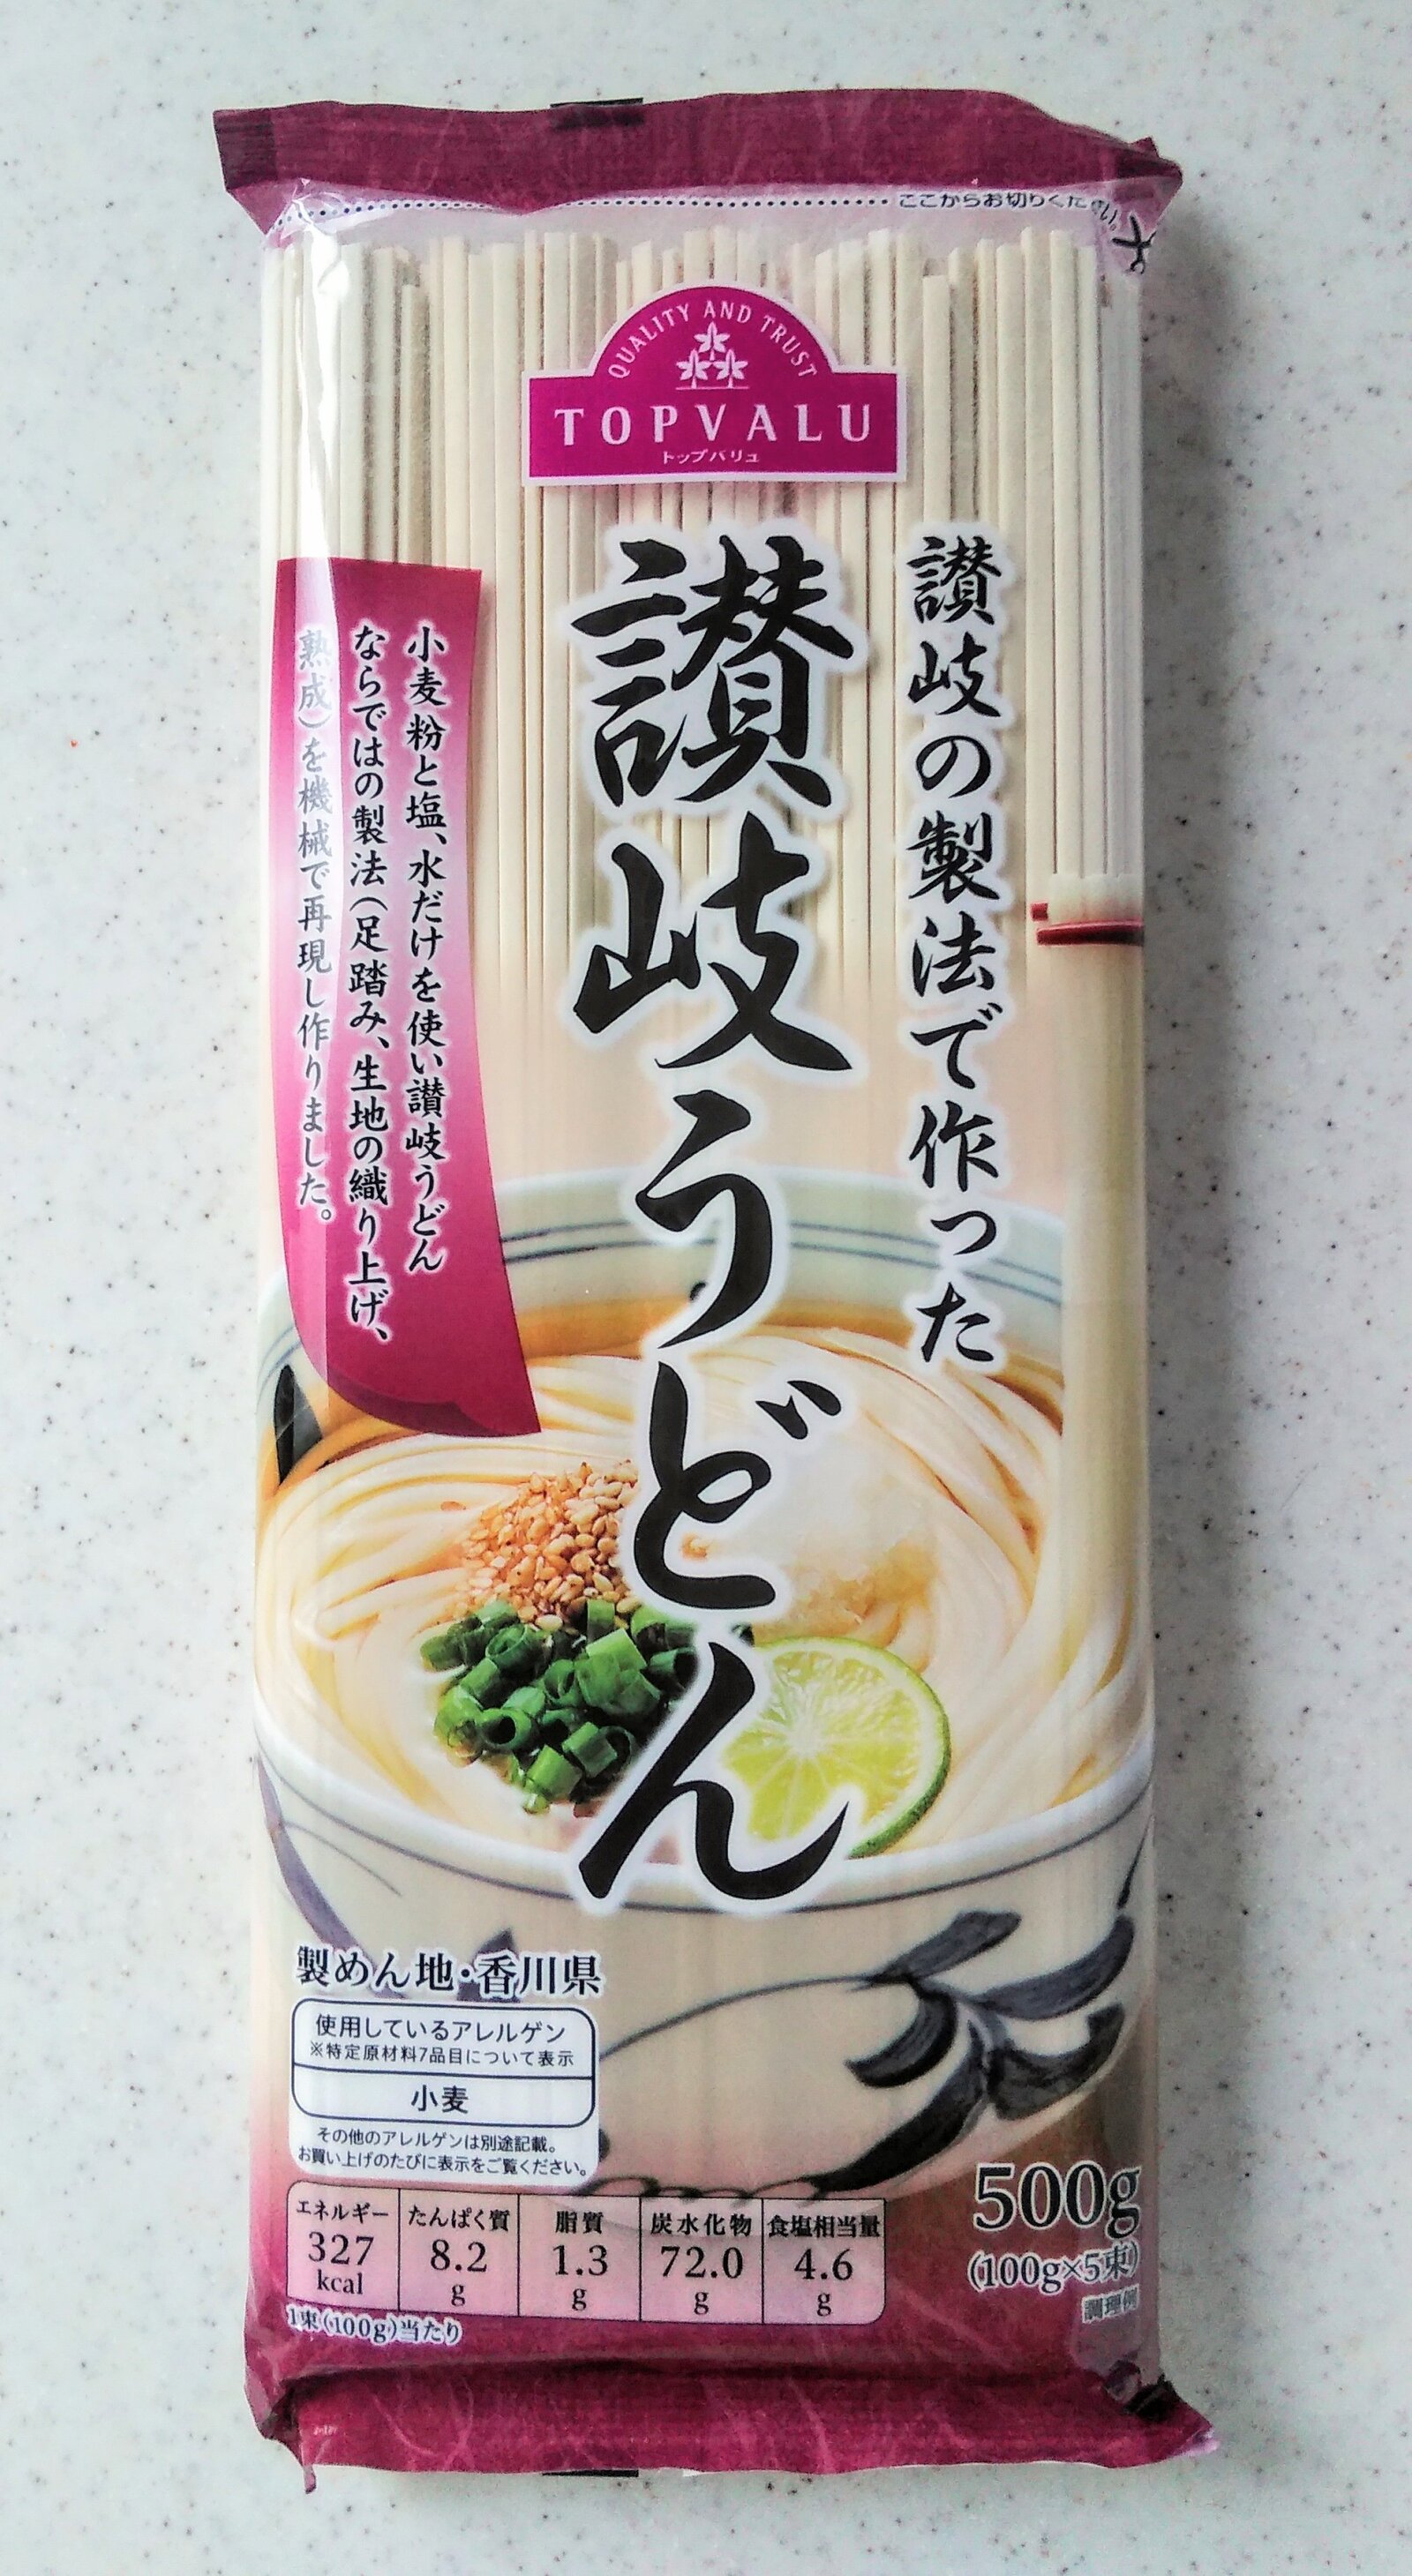 ここからお切りください。
QUALITY AND TRUST
TOPVALU
トップバリュ
讃岐の製法で作った
讃岐うどん
小麦粉と塩、水だけを使い讃岐うどん
ならではの製法(足踏み、生地の織り上げ、
熟成)を機械で再現し作りました。
製めん地・香川県
使用しているアレルゲン
※特定原材料7品目について表示
小麦
その他のアレルゲンは別途記載。
お買い上げのたびに表示をご覧ください。
エネルギー 327 kcal
たんぱく質 8.2 g
脂質 1.3 g
炭水化物 72.0 g
食塩相当量 4.6 g
1束(100g)当たり
500g
(100g×5束)
調理例